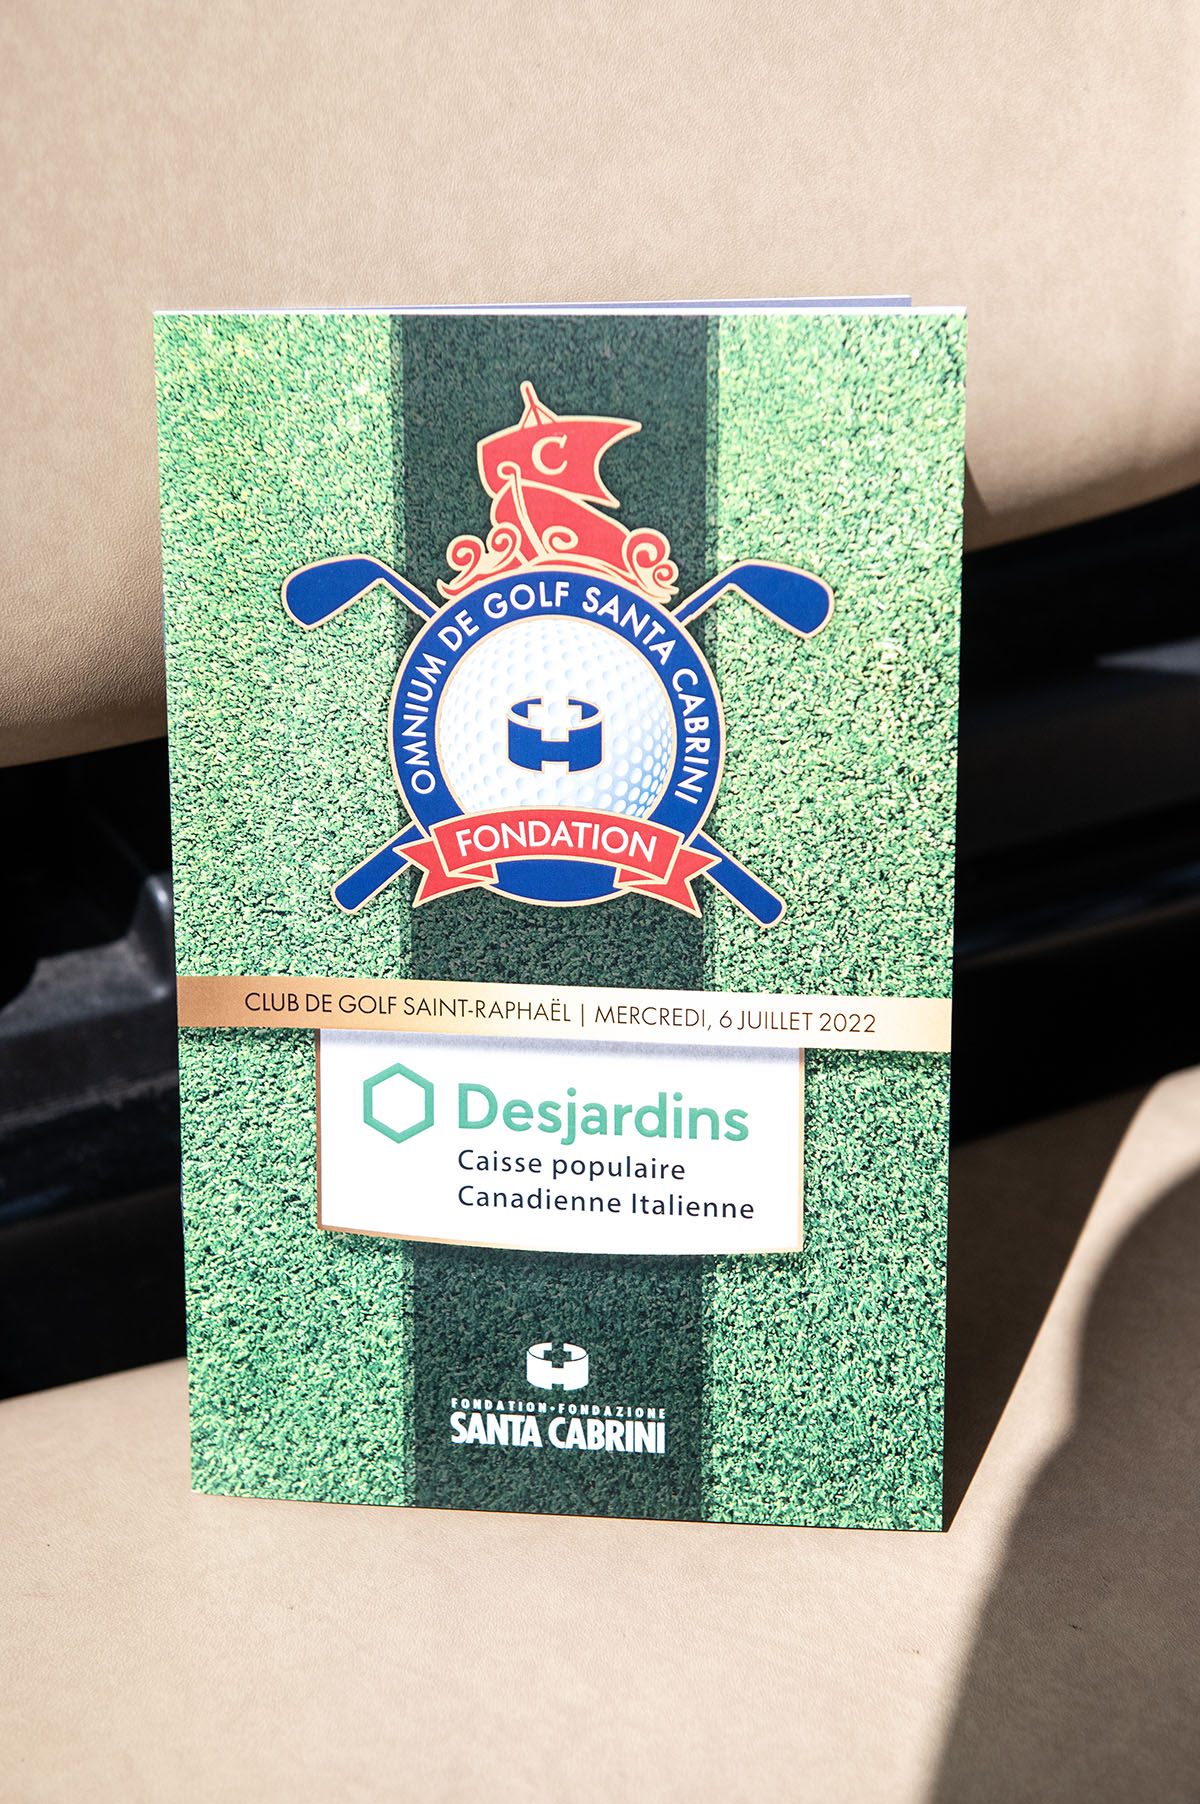 C
OMNIUM DE GOLF SANTA CABRINI
FONDATION
CLUB DE GOLF SAINT-RAPHAËL | MERCREDI, 6 JUILLET 2022
Desjardins
Caisse populaire
Canadienne Italienne
FONDATION-FONDAZIONE
SANTA CABRINI